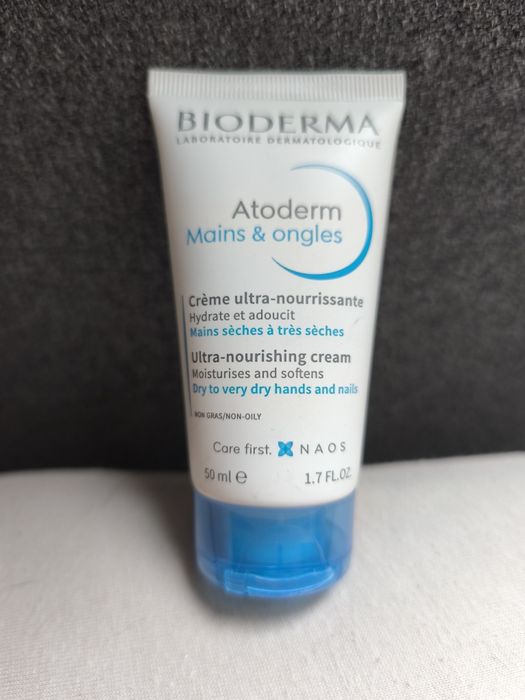 BIODERMA
LABORATOIRE DERMATOLOGIQUE
Atoderm
Mains & ongles
Crème ultra-nourrissante
Hydrate et adoucit
Mains sèches à très sèches
Ultra-nourishing cream
Moisturises and softens
Dry to very dry hands and nails
NON GRAS/NON-OILY
Care first. NAOS
50 ml ℮ 1.7 FL.OZ.